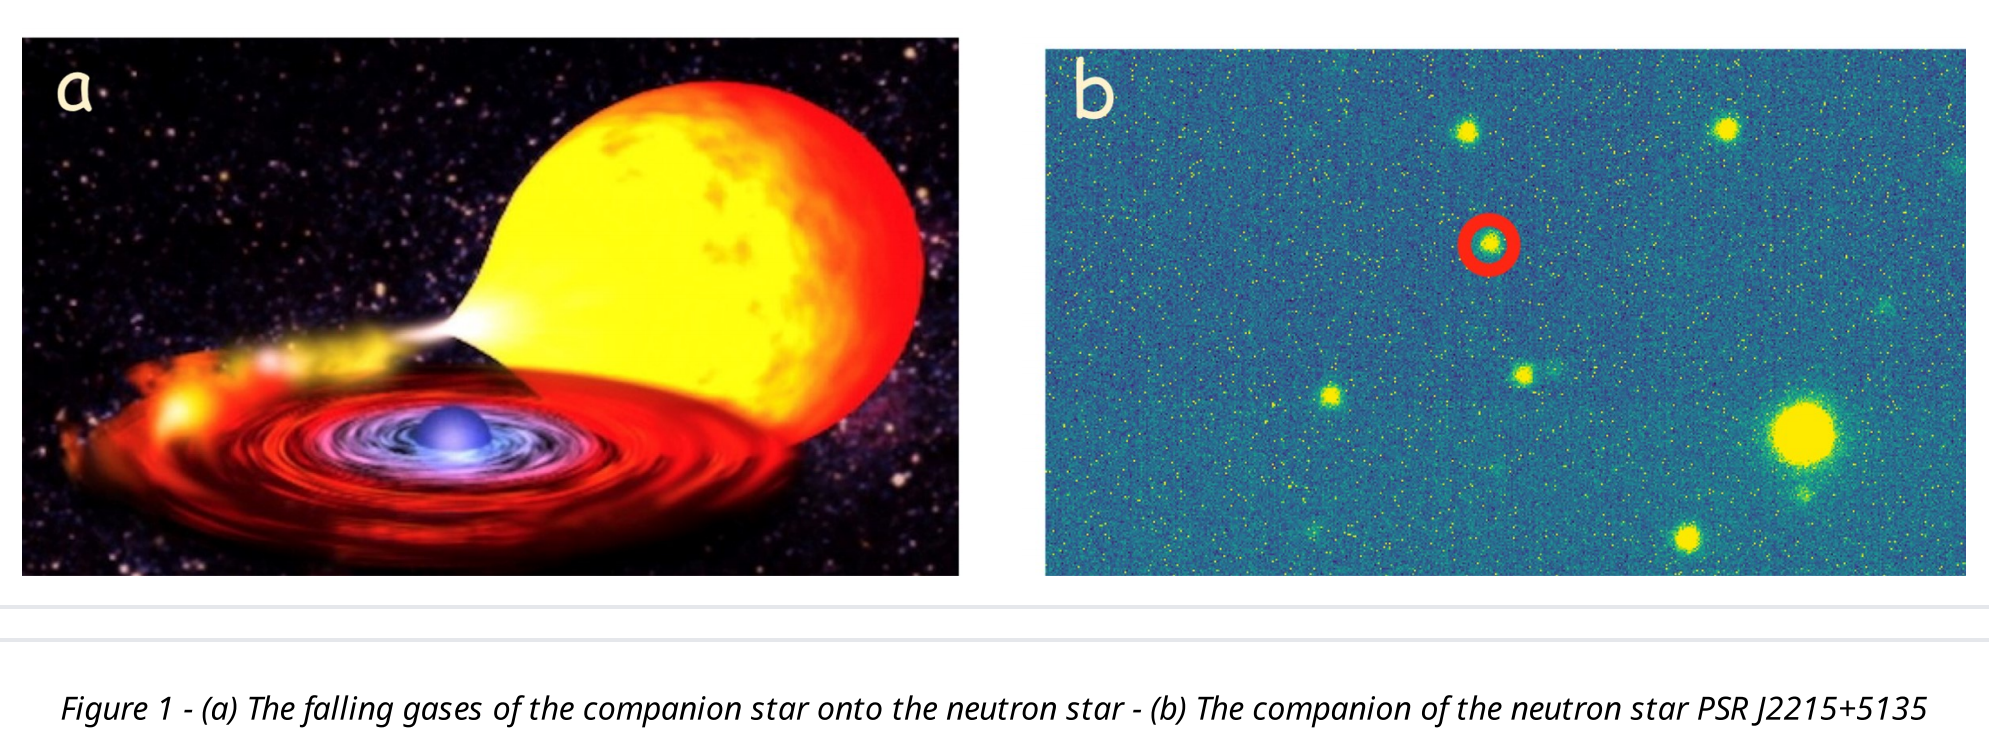 a
b
Figure 1 - (a) The falling gases of the companion star onto the neutron star - (b) The companion of the neutron star PSR J2215+5135